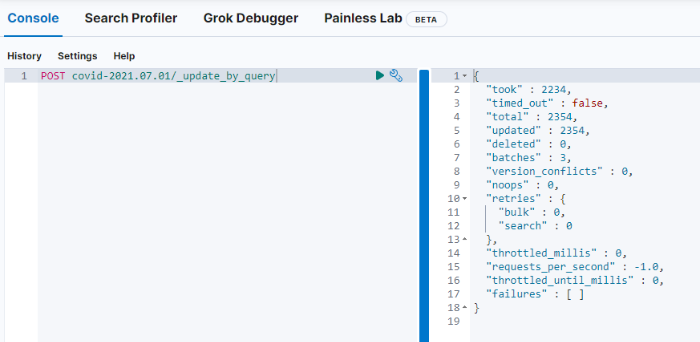 Console Search Profiler Grok Debugger Painless Lab BETA
History Settings Help
1 POST covid-2021.07.01/_update_by_query
1 {
2 "took" : 2234,
3 "timed_out" : false,
4 "total" : 2354,
5 "updated" : 2354,
6 "deleted" : 0,
7 "batches" : 3,
8 "version_conflicts" : 0,
9 "noops" : 0,
10 "retries" : {
11 "bulk" : 0,
12 "search" : 0
13 },
14 "throttled_millis" : 0,
15 "requests_per_second" : -1.0,
16 "throttled_until_millis" : 0,
17 "failures" : [ ]
18 }
19